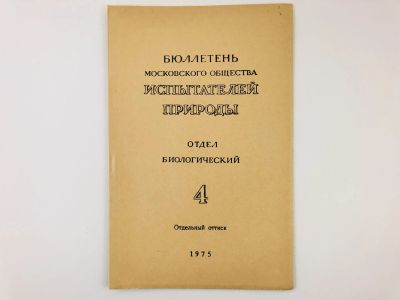 БЮЛЛЕТЕНЬ
МОСКОВСКОГО ОБЩЕСТВА
ИСПЫТАТЕЛЕЙ
ПРИРОДЫ
ОТДЕЛ
БИОЛОГИЧЕСКИЙ
4
Отдельный оттиск
1975